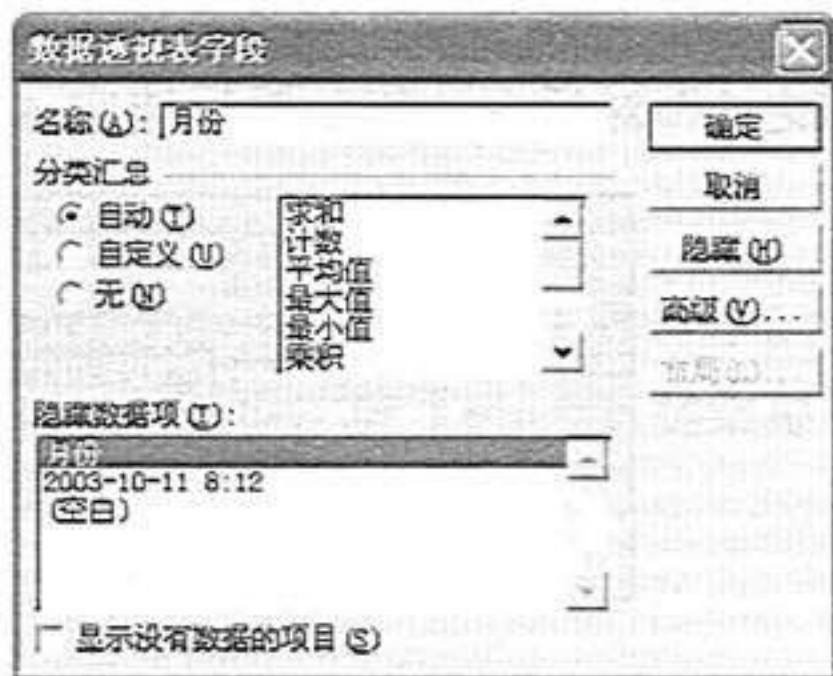 数据透视表字段
名称(A): 月份
确定
分类汇总
取消
自动(T)
自定义(U)
无(N)
求和
计数
平均值
最大值
最小值
乘积
隐藏(H)
高级(V)...
布局(L)...
隐藏数据项(T):
月份
2003-10-11 8:12
(空白)
显示没有数据的项目(S)